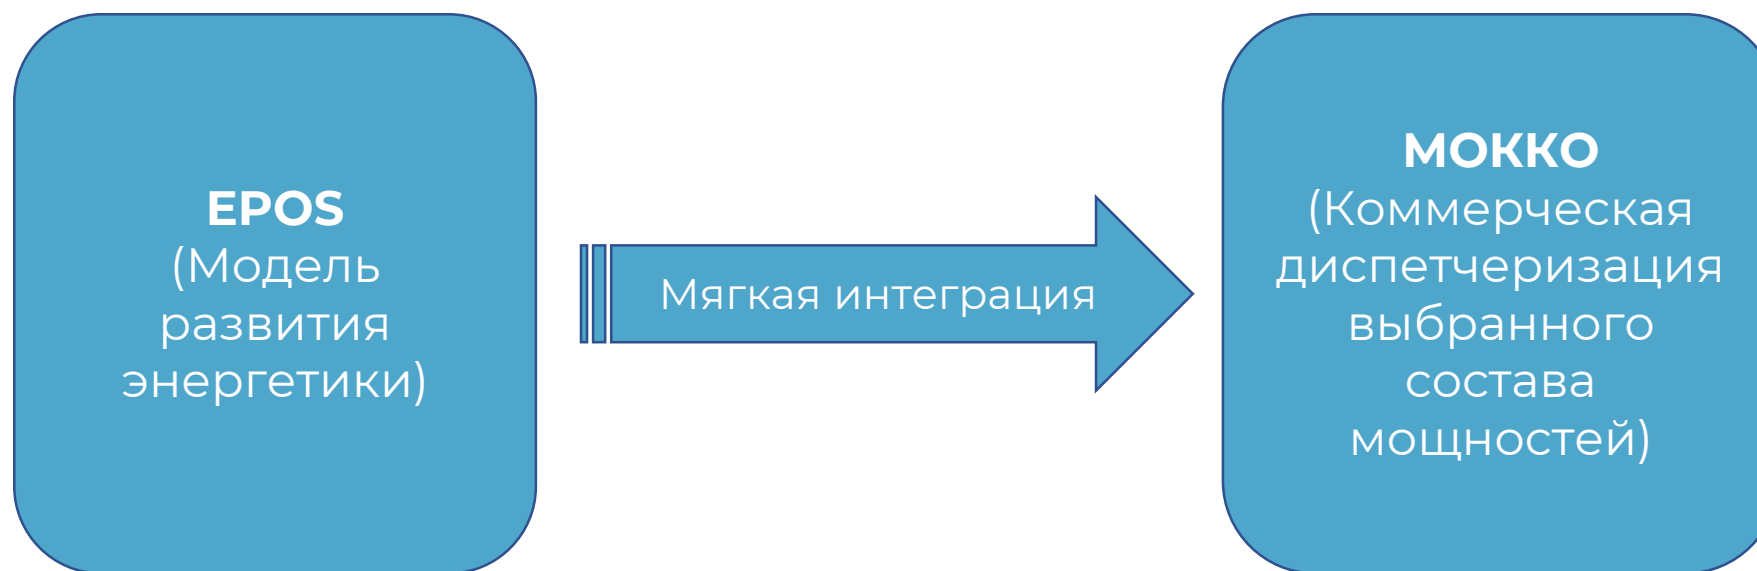 EPOS
(Модель
развития
энергетики)
Мягкая интеграция
МОККО
(Коммерческая
диспетчеризация
выбранного
состава
мощностей)